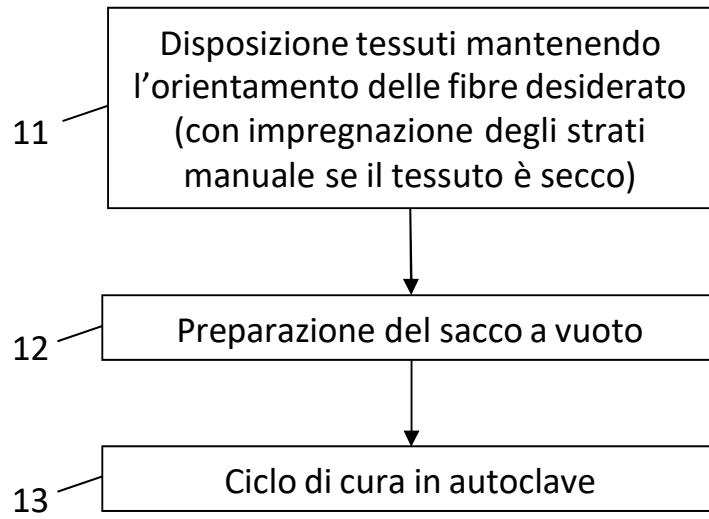 Disposizione tessuti mantenendo
l'orientamento delle fibre desiderato
(con impregnazione degli strati
manuale se il tessuto è secco)
11
Preparazione del sacco a vuoto
12
Ciclo di cura in autoclave
13